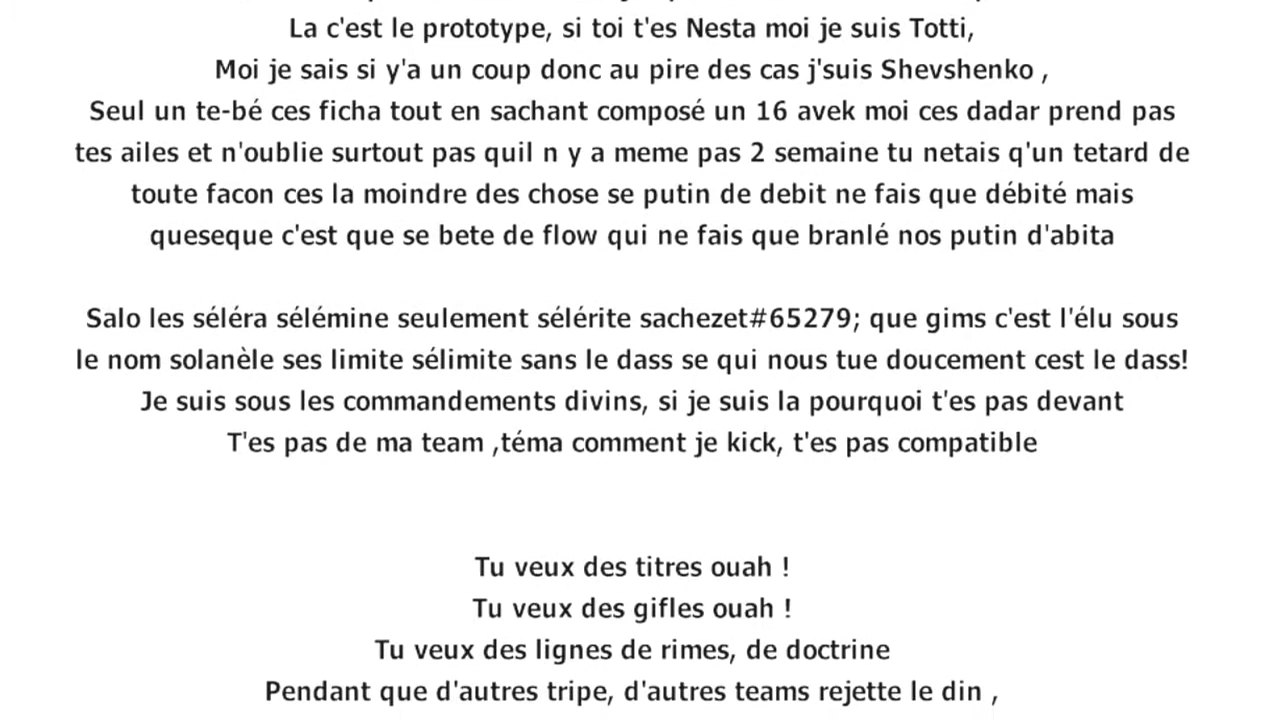 La c'est le prototype, si toi t'es Nesta moi je suis Totti,
Moi je sais si y'a un coup donc au pire des cas j'suis Shevshenko ,
Seul un te-bé ces ficha tout en sachant composé un 16 avek moi ces dadar prend pas
tes ailes et n'oublie surtout pas quil n y a meme pas 2 semaine tu netais q'un tetard de
toute facon ces la moindre des chose se putin de debit ne fais que débité mais
queseque c'est que se bete de flow qui ne fais que branlé nos putin d'abita
Salo les séléra sélémine seulement sélérite sachezet#65279; que gims c'est l'élu sous
le nom solanèle ses limite sélimite sans le dass se qui nous tue doucement cest le dass!
Je suis sous les commandements divins, si je suis la pourquoi t'es pas devant
T'es pas de ma team ,téma comment je kick, t'es pas compatible
Tu veux des titres ouah !
Tu veux des gifles ouah !
Tu veux des lignes de rimes, de doctrine
Pendant que d'autres tripe, d'autres teams rejette le din ,